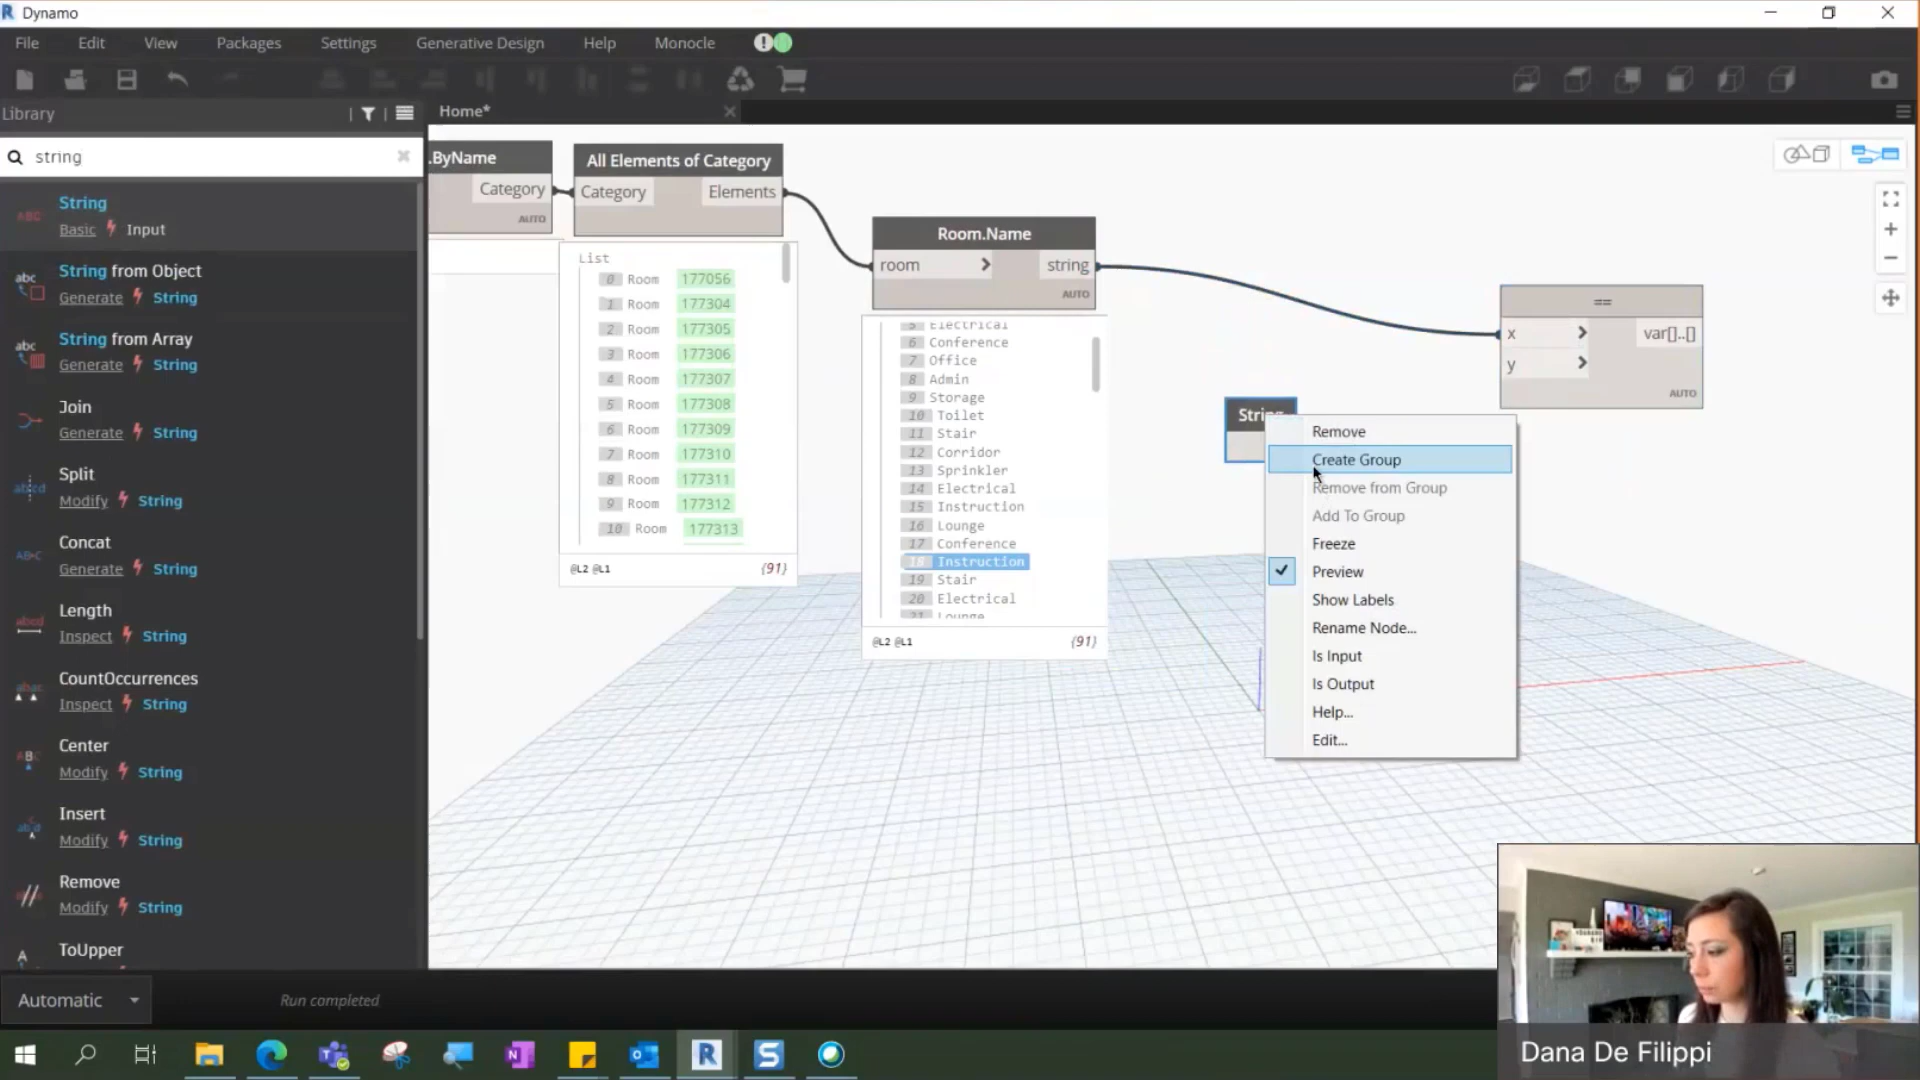 Dynamo
File Edit View Packages Settings Generative Design Help Monocle
Library
Home*
string
String
Basic Input
String from Object
Generate String
String from Array
Generate String
Join
Generate String
Split
Modify String
Concat
Generate String
Length
Inspect String
CountOccurrences
Inspect String
Center
Modify String
Insert
Modify String
Remove
Modify String
ToUpper
.ByName
Category
AUTO
All Elements of Category
Category Elements
AUTO
List
0 Room 177056
1 Room 177304
2 Room 177305
3 Room 177306
4 Room 177307
5 Room 177308
6 Room 177309
7 Room 177310
8 Room 177311
9 Room 177312
10 Room 177313
@L2 @L1 {91}
Room.Name
room > string
AUTO
5 Electrical
6 Conference
7 Office
8 Admin
9 Storage
10 Toilet
11 Stair
12 Corridor
13 Sprinkler
14 Electrical
15 Instruction
16 Lounge
17 Conference
18 Instruction
19 Stair
20 Electrical
21 Lounge
@L2 @L1 {91}
==
x > var[]..[]
y >
AUTO
String
Remove
Create Group
Remove from Group
Add To Group
Freeze
Preview
Show Labels
Rename Node...
Is Input
Is Output
Help...
Edit...
Automatic
Run completed
Dana De Filippi